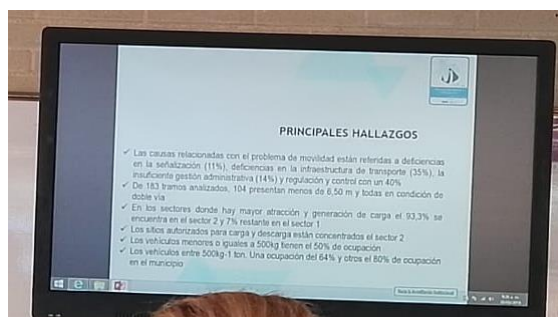 PRINCIPALES HALLAZGOS
✓ Las causas relacionadas con el problema de movilidad están referidas a deficiencias
en la señalización (11%), deficiencias en la infraestructura de transporte (35%), la
insuficiente gestión administrativa (14%) y regulación y control con un 40%
✓ De 183 tramos analizados, 104 presentan menos de 6,50 m y todas en condición de
doble vía
✓ En los sectores donde hay mayor atracción y generación de carga el 93,3% se
encuentra en el sector 2 y 7% restante en el sector 1
✓ Los sitios autorizados para carga y descarga están concentrados el sector 2
✓ Los vehículos menores o iguales a 500kg tienen el 50% de ocupación
✓ Los vehículos entre 500kg-1 ton. Una ocupación del 64% y otros el 80% de ocupación
en el municipio